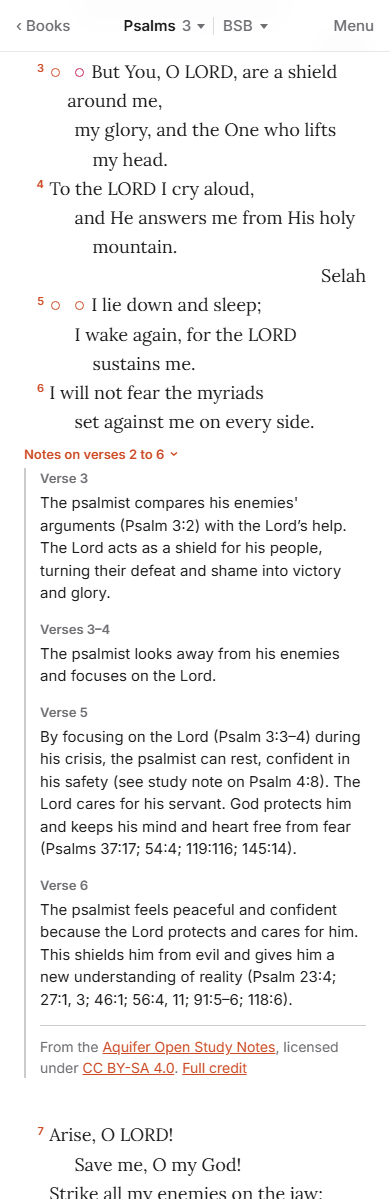 ‹ Books Psalms 3 BSB Menu
3 But You, O LORD, are a shield
around me,
my glory, and the One who lifts
my head.
4 To the LORD I cry aloud,
and He answers me from His holy
mountain.
Selah
5 I lie down and sleep;
I wake again, for the LORD
sustains me.
6 I will not fear the myriads
set against me on every side.
Notes on verses 2 to 6
Verse 3
The psalmist compares his enemies'
arguments (Psalm 3:2) with the Lord’s help.
The Lord acts as a shield for his people,
turning their defeat and shame into victory
and glory.
Verses 3–4
The psalmist looks away from his enemies
and focuses on the Lord.
Verse 5
By focusing on the Lord (Psalm 3:3–4) during
his crisis, the psalmist can rest, confident in
his safety (see study note on Psalm 4:8). The
Lord cares for his servant. God protects him
and keeps his mind and heart free from fear
(Psalms 37:17; 54:4; 119:116; 145:14).
Verse 6
The psalmist feels peaceful and confident
because the Lord protects and cares for him.
This shields him from evil and gives him a
new understanding of reality (Psalm 23:4;
27:1, 3; 46:1; 56:4, 11; 91:5–6; 118:6).
From the Aquifer Open Study Notes, licensed
under CC BY-SA 4.0. Full credit
7 Arise, O LORD!
Save me, O my God!
Strike all my enemies on the jaw;